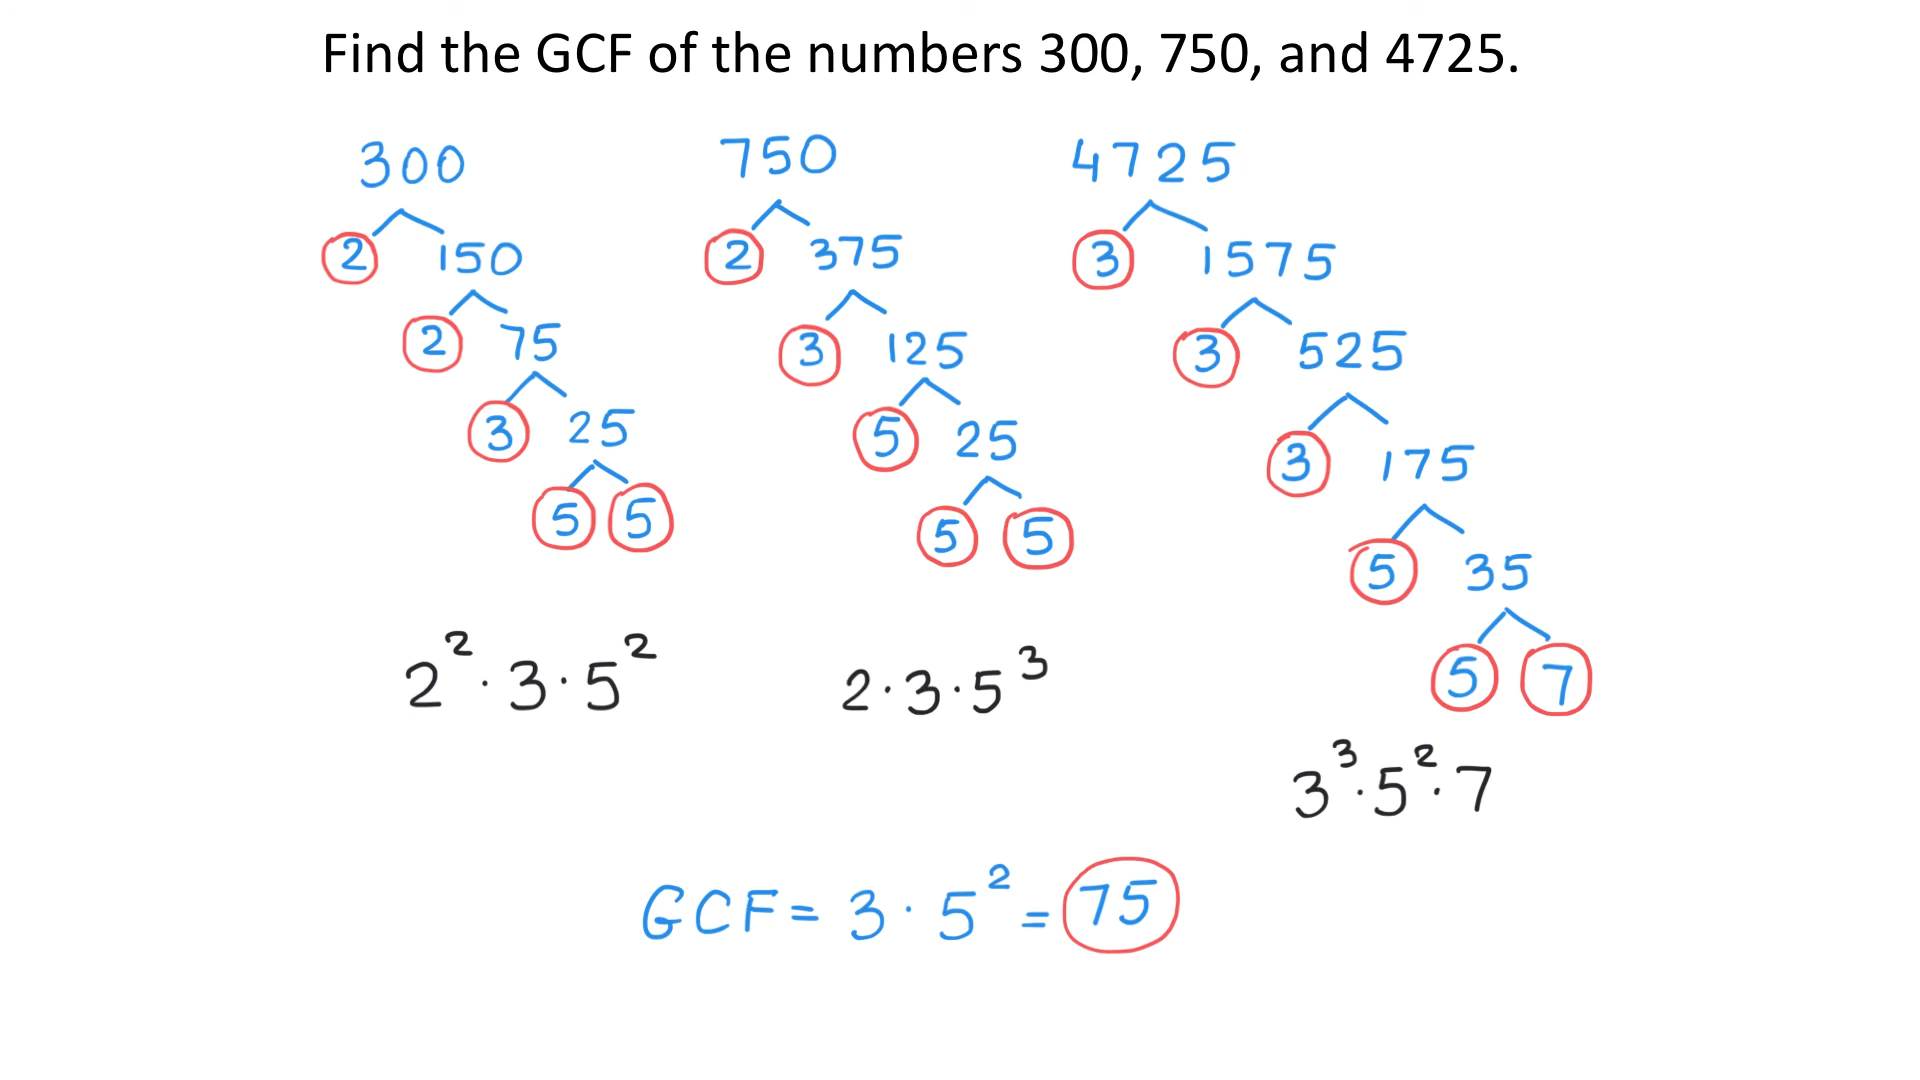 Find the GCF of the numbers 300, 750, and 4725.
300 750 4725
2 150 2 375 3 1575
2 75 3 125 3 525
3 25 5 25 3 175
5 5 5 5 5 35
5 7
2² · 3 · 5² 2 · 3 · 5³
3³ · 5² · 7
GCF = 3 · 5² = 75